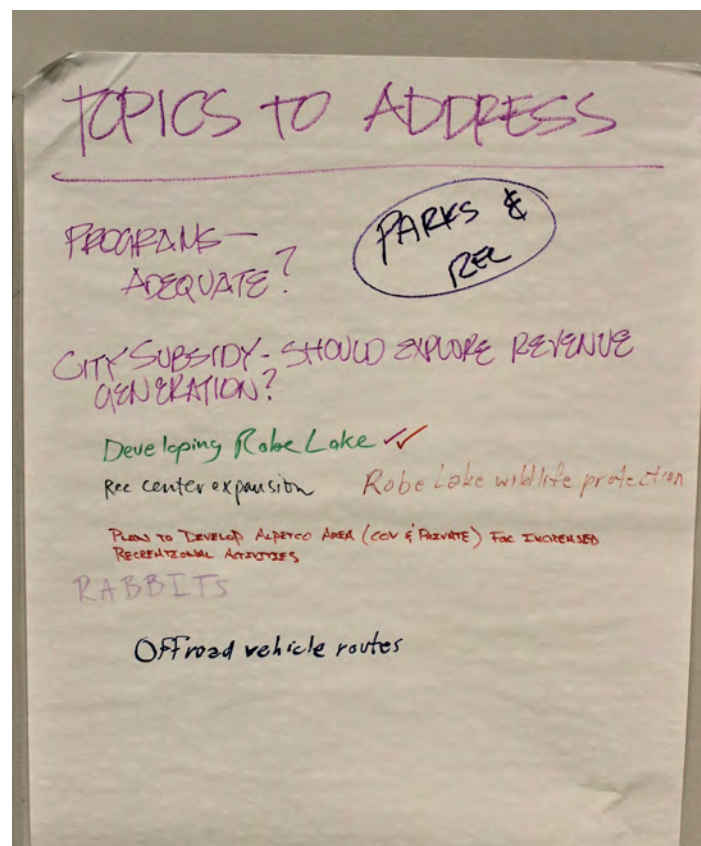 TOPICS TO ADDRESS
PARKS &
REC
PROGRAMS—
ADEQUATE?
CITY SUBSIDY - SHOULD EXPLORE REVENUE
GENERATION?
Developing Robe Lake ✓✓
Rec center expansion
Robe Lake wildlife protection
PLAN TO DEVELOP ALPETCO AREA (COV & PRIVATE) FOR INCREASED
RECREATIONAL ACTIVITIES
RABBITS
Offroad vehicle routes